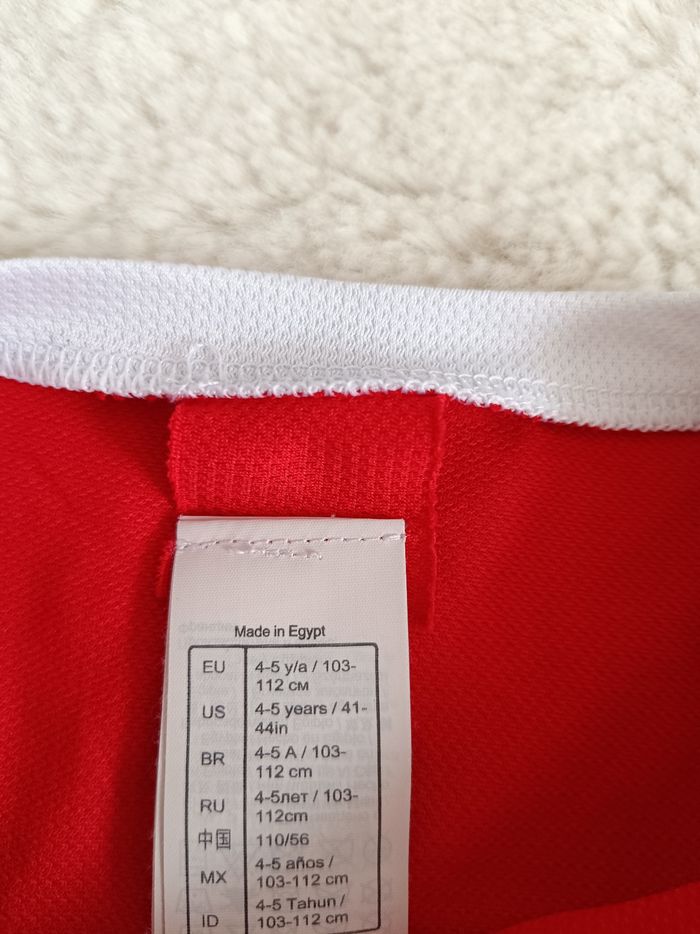 Made in Egypt
EU 4-5 y/a / 103-
112 см
US 4-5 years / 41-
44in
BR 4-5 A / 103-
112 cm
RU 4-5лет / 103-
112cm
中国 110/56
MX 4-5 años /
103-112 cm
ID 4-5 Tahun /
103-112 cm